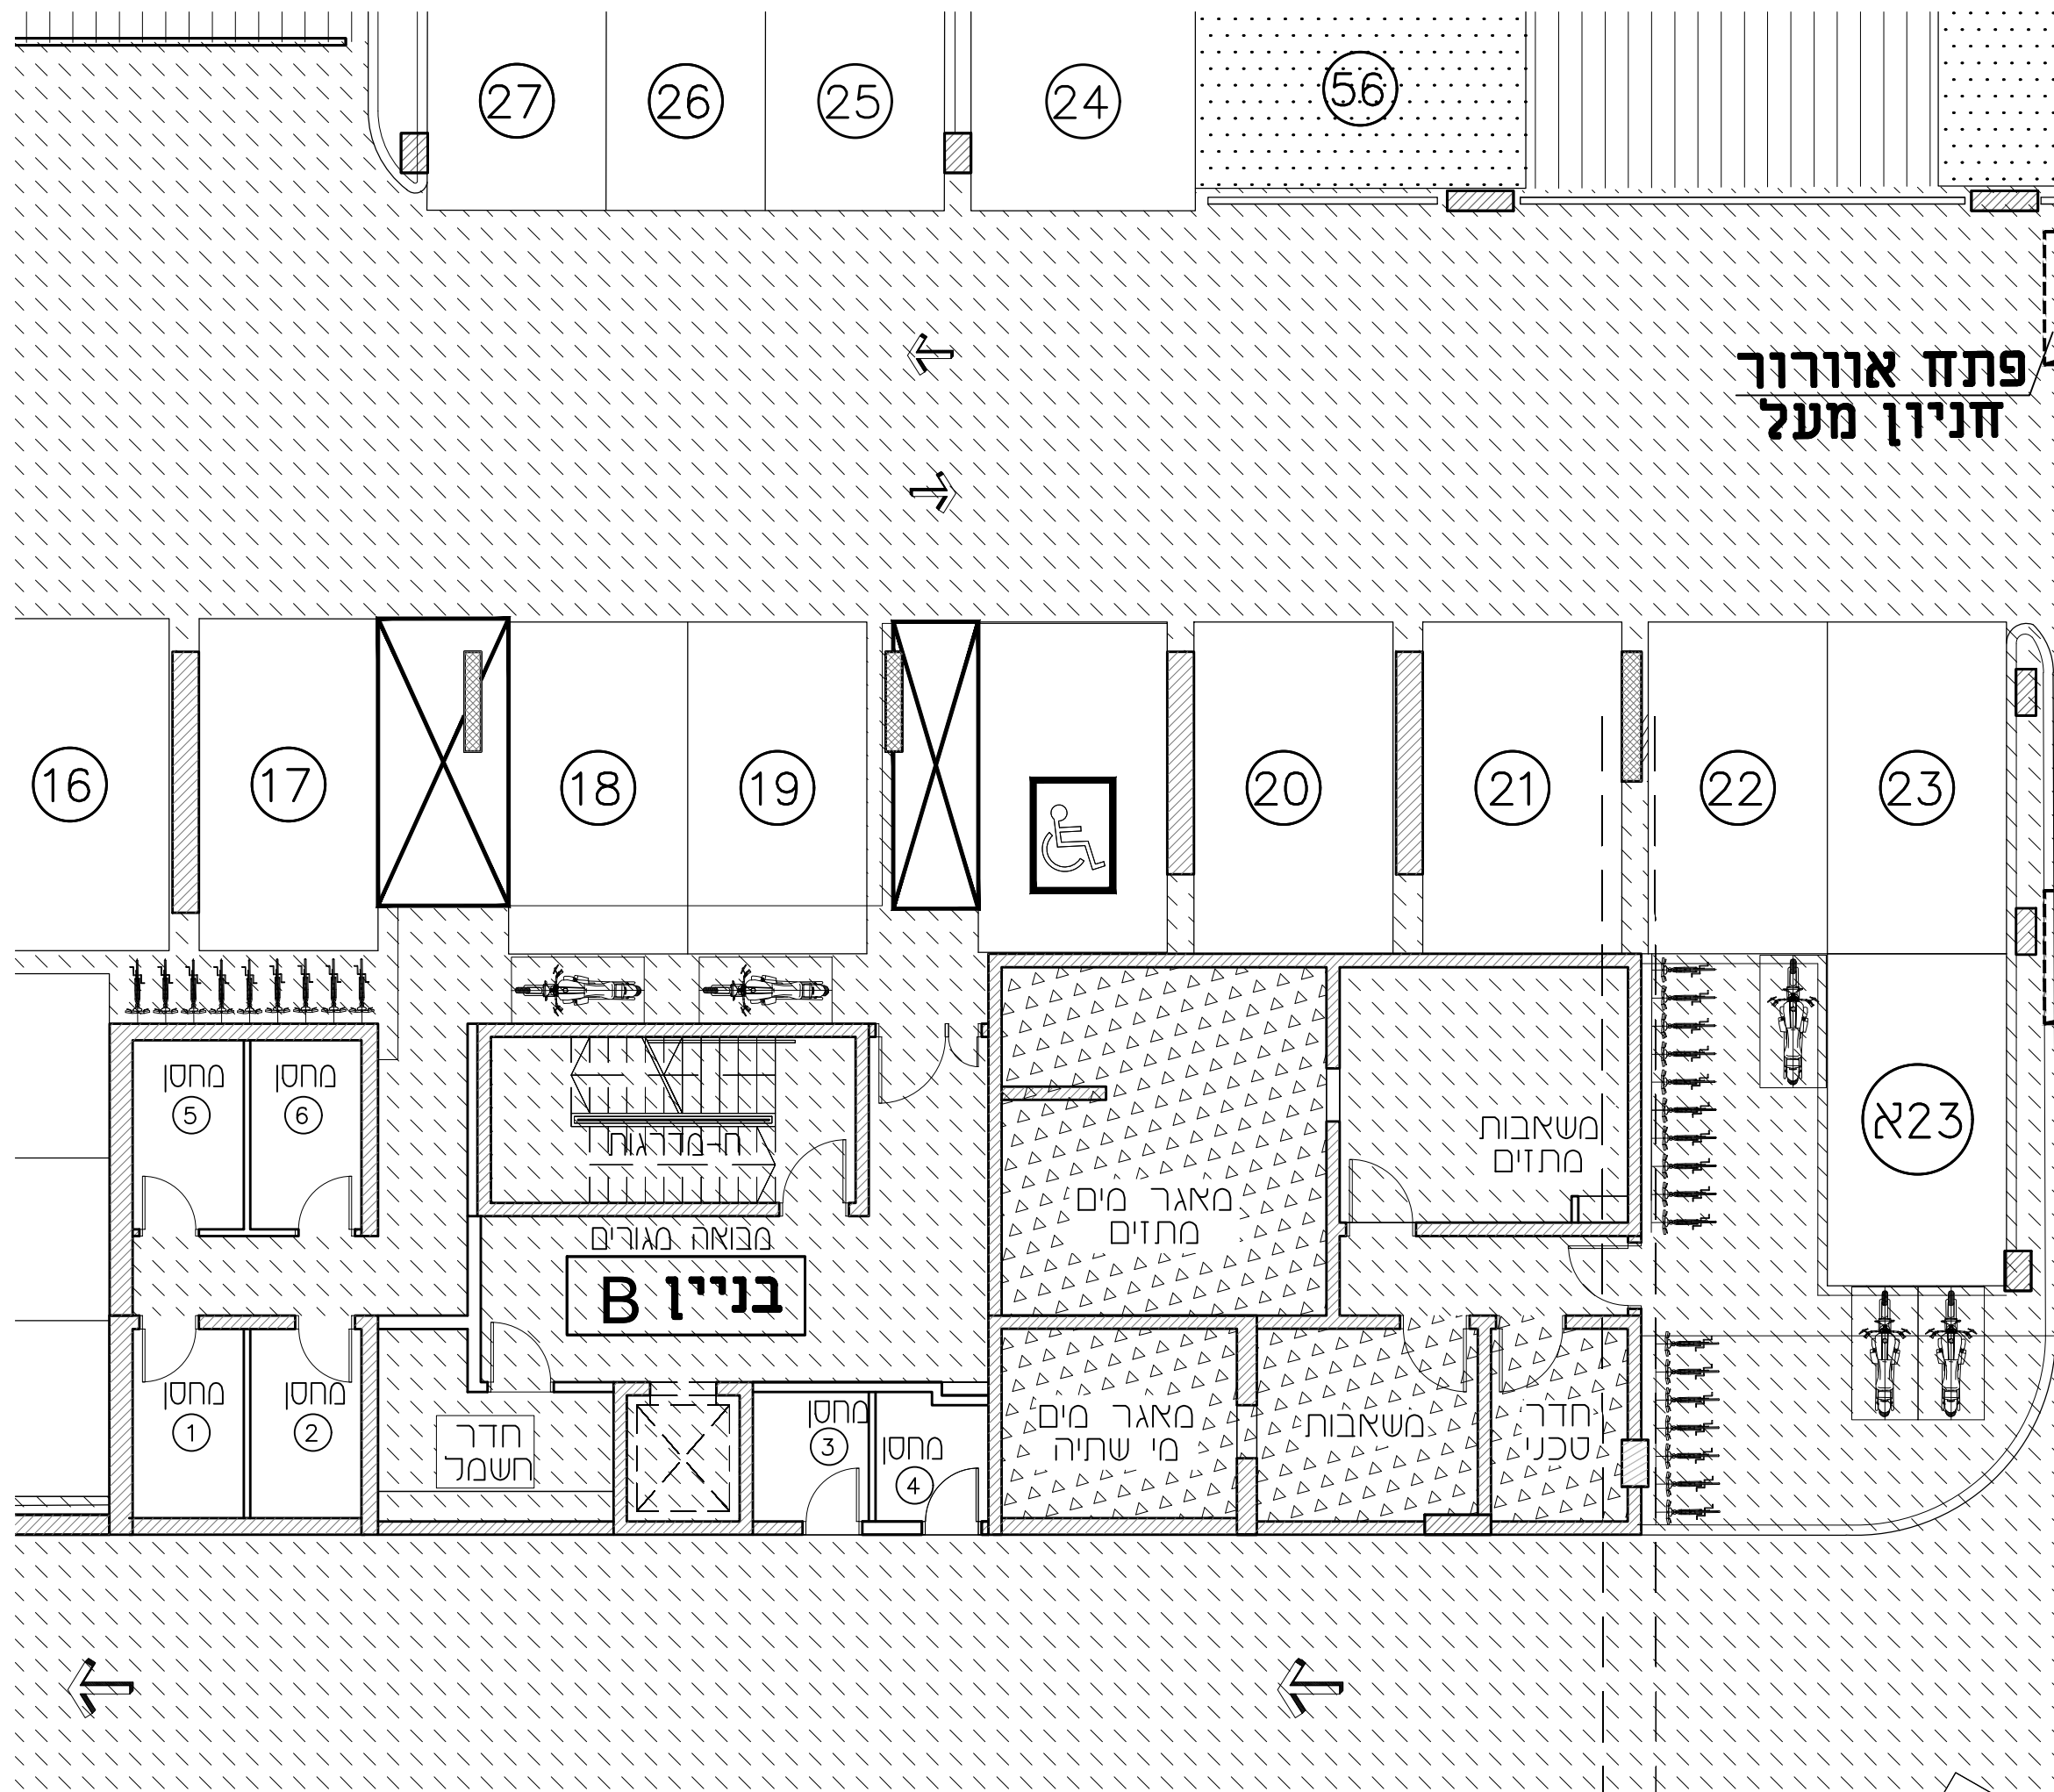 27
26
25
24
56
פתח אוורור
חניון מעל
16
17
18
19
20
21
22
23
א23
מחסן
5
מחסן
6
ח-מדרגות
מבואה מגורים
בניין B
מאגר מים
מתזים
משאבות
מתזים
מחסן
1
מחסן
2
חדר
חשמל
מחסן
3
מחסן
4
מאגר מים
מי שתיה
משאבות
חדר
טכני